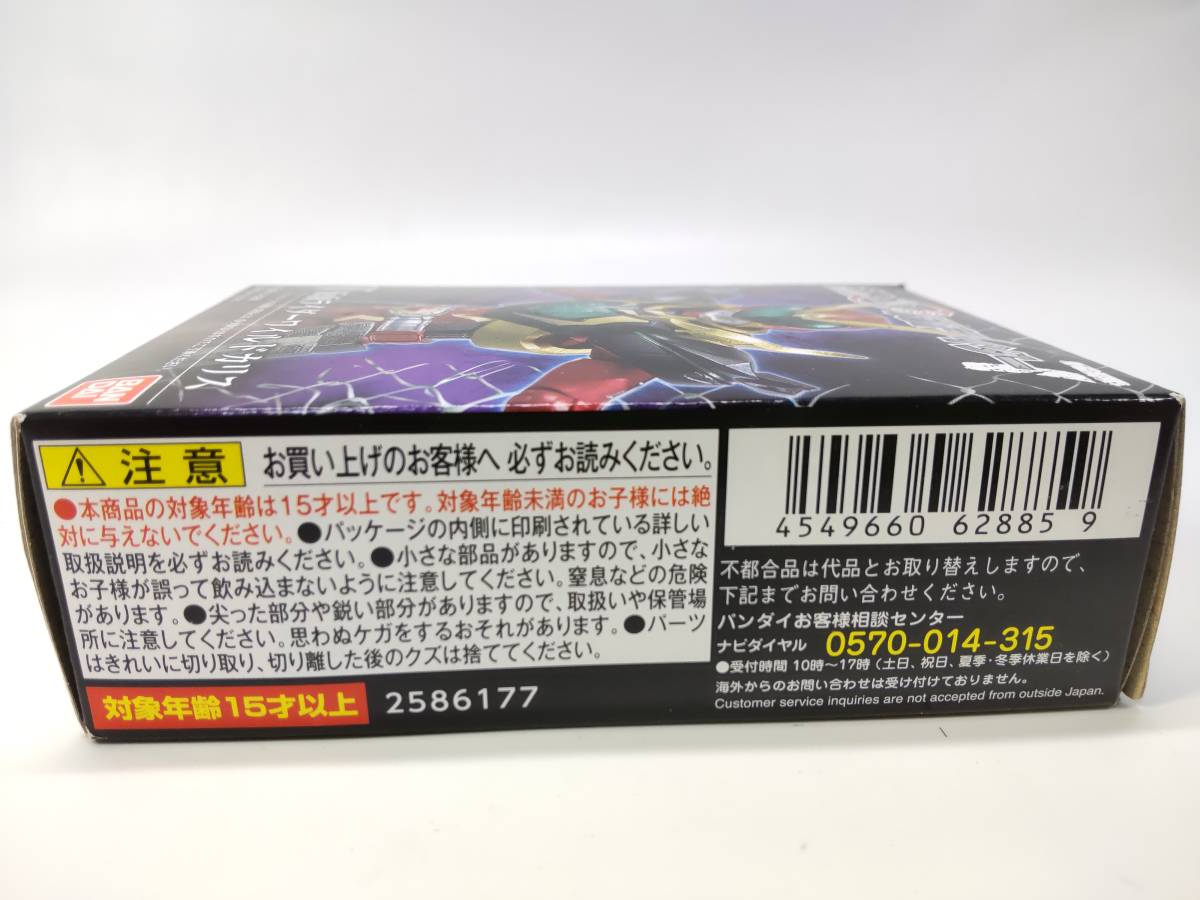 BAN
DAI
注意
お買い上げのお客様へ 必ずお読みください。
●本商品の対象年齢は15才以上です。対象年齢未満のお子様には絶
対に与えないでください。●パッケージの内側に印刷されている詳しい
取扱説明を必ずお読みください。●小さな部品がありますので、小さな
お子様が誤って飲み込まないように注意してください。窒息などの危険
があります。●尖った部分や鋭い部分がありますので、取扱いや保管場
所に注意してください。思わぬケガをするおそれがあります。●パーツ
はきれいに切り取り、切り離した後のクズは捨ててください。
対象年齢15才以上
2586177
4549660 62885 9
不都合品は代品とお取り替えしますので、
下記までお問い合わせください。
バンダイお客様相談センター
ナビダイヤル 0570-014-315
●受付時間 10時〜17時（土日、祝日、夏季・冬季休業日を除く）
海外からのお問い合わせは受け付けておりません。
Customer service inquiries are not accepted from outside Japan.